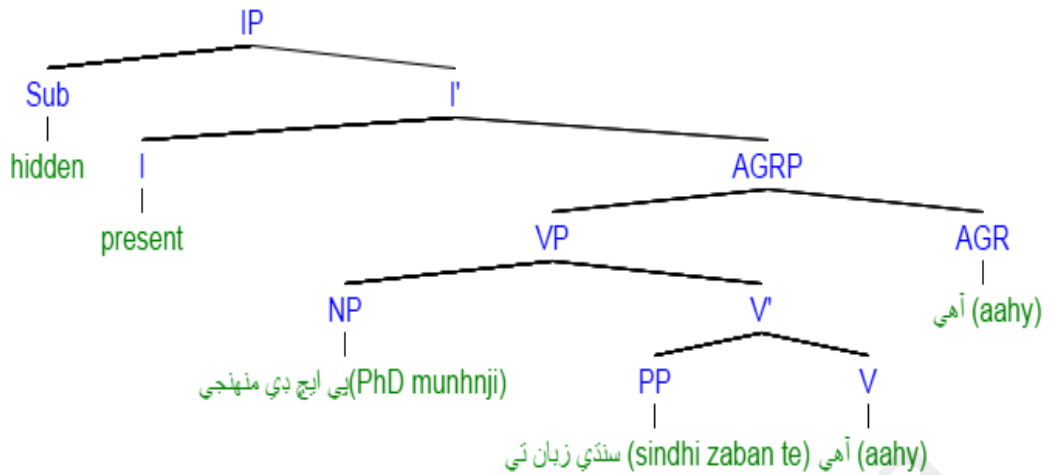 IP
Sub I'
hidden I AGRP
present VP AGR
NP V' آهي (aahy)
پي ايڇ ڊي منهنجي(PhD munhnji) PP V
سنڌي زبان تي (sindhi zaban te) آهي (aahy)